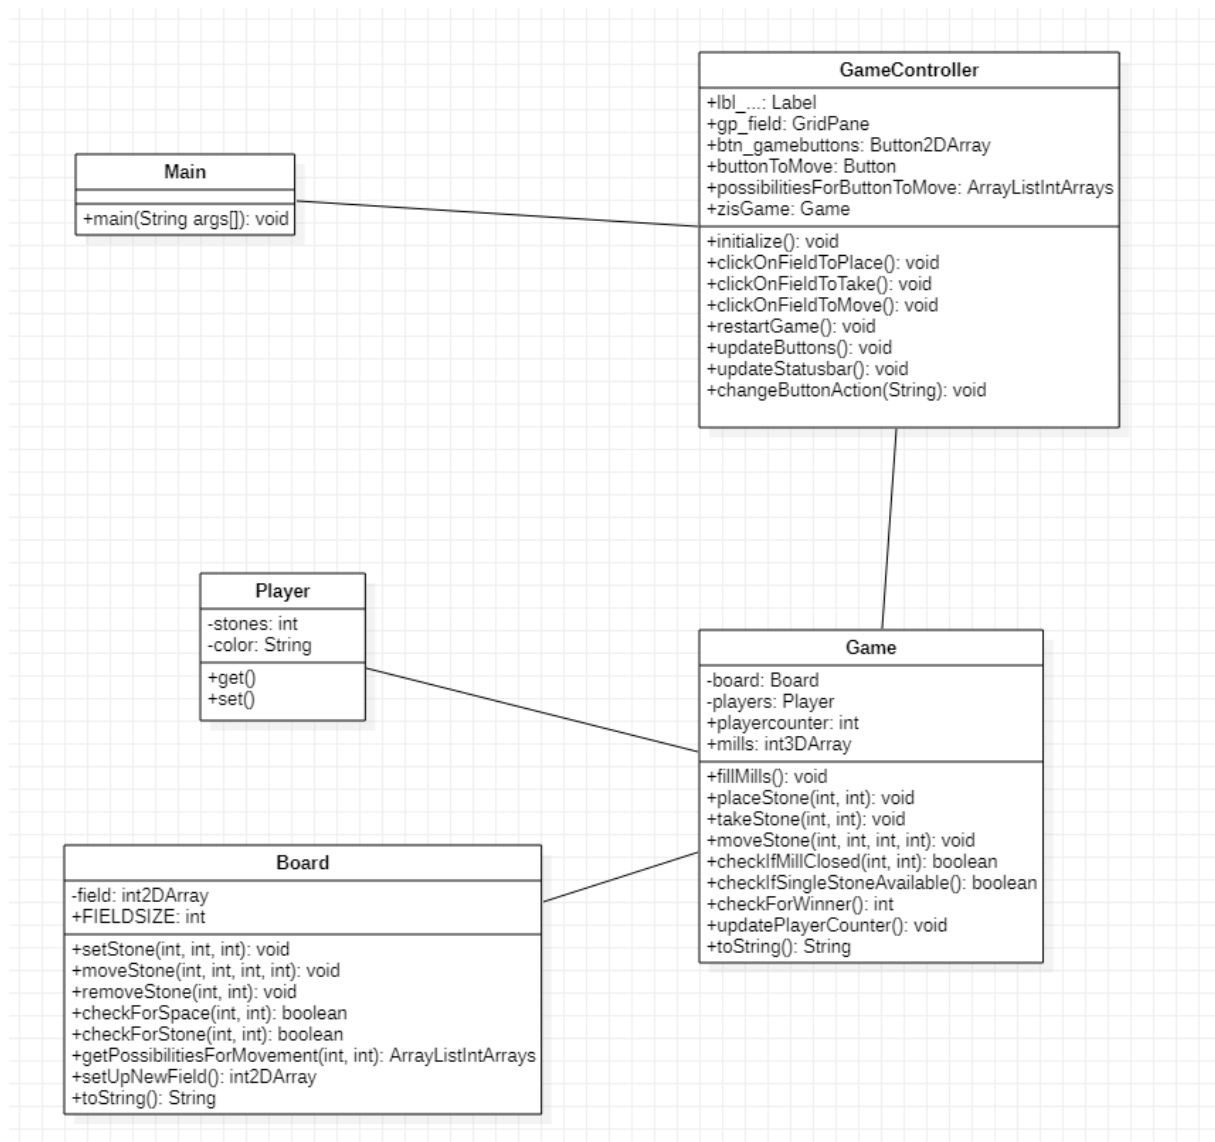 GameController
+lbl_...: Label
+gp_field: GridPane
+btn_gamebuttons: Button2DArray
+buttonToMove: Button
+possibilitiesForButtonToMove: ArrayListIntArrays
+zisGame: Game
+initialize(): void
+clickOnFieldToPlace(): void
+clickOnFieldToTake(): void
+clickOnFieldToMove(): void
+restartGame(): void
+updateButtons(): void
+updateStatusbar(): void
+changeButtonAction(String): void
Main
+main(String args[]): void
Player
-stones: int
-color: String
+get()
+set()
Game
-board: Board
-players: Player
+playercounter: int
+mills: int3DArray
+fillMills(): void
+placeStone(int, int): void
+takeStone(int, int): void
+moveStone(int, int, int, int): void
+checkIfMillClosed(int, int): boolean
+checkIfSingleStoneAvailable(): boolean
+checkForWinner(): int
+updatePlayerCounter(): void
+toString(): String
Board
-field: int2DArray
+FIELDSIZE: int
+setStone(int, int, int): void
+moveStone(int, int, int, int): void
+removeStone(int, int): void
+checkForSpace(int, int): boolean
+checkForStone(int, int): boolean
+getPossibilitiesForMovement(int, int): ArrayListIntArrays
+setUpNewField(): int2DArray
+toString(): String